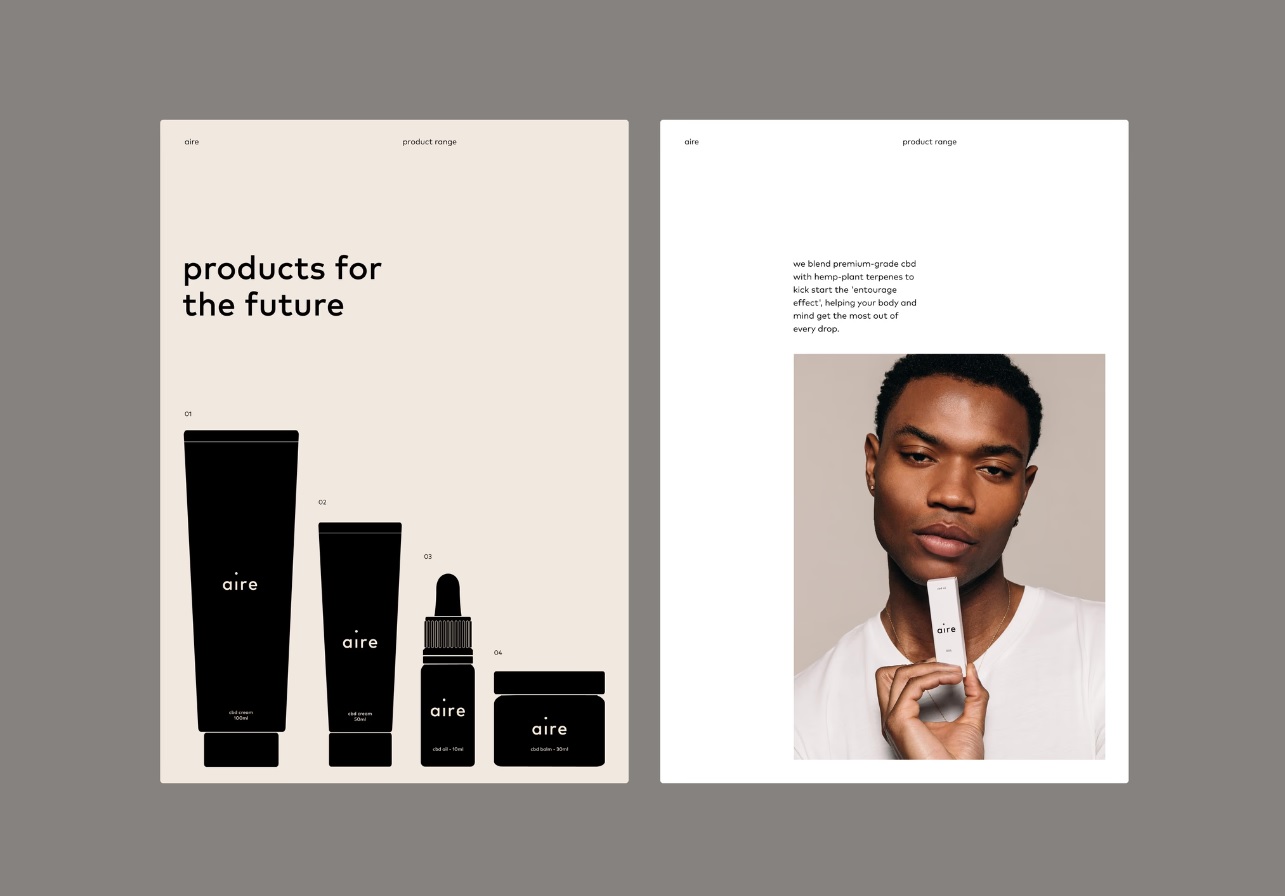 aire
product range
products for
the future
01
aire
cbd cream
100ml
02
aire
cbd cream
50ml
03
aire
cbd oil - 10ml
04
aire
cbd balm - 30ml
aire
product range
we blend premium-grade cbd
with hemp-plant terpenes to
kick start the 'entourage
effect', helping your body and
mind get the most out of
every drop.
aire